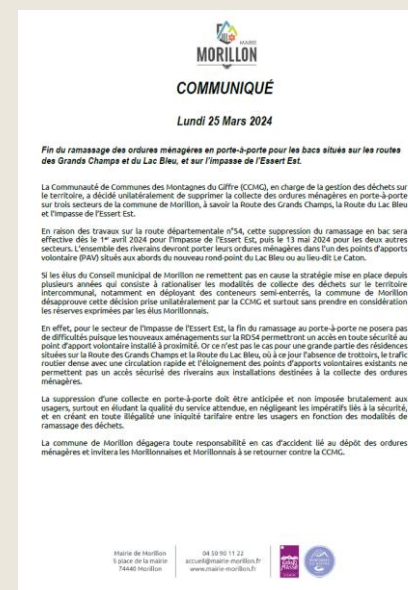 MAIRIE
MORILLON
COMMUNIQUÉ
Lundi 25 Mars 2024
Fin du ramassage des ordures ménagères en porte-à-porte pour les bacs situés sur les routes
des Grands Champs et du Lac Bleu, et sur l'impasse de l'Essert Est.
La Communauté de Communes des Montagnes du Giffre (CCMG), en charge de la gestion des déchets sur
le territoire, a décidé unilatéralement de supprimer la collecte des ordures ménagères en porte-à-porte
sur trois secteurs de la commune de Morillon, à savoir la Route des Grands Champs, la Route du Lac Bleu
et l'Impasse de l'Essert Est.
En raison des travaux sur la route départementale n°54, cette suppression du ramassage en bac sera
effective dès le 1er avril 2024 pour l'Impasse de l'Essert Est, puis le 13 mai 2024 pour les deux autres
secteurs. L'ensemble des riverains devront porter leurs ordures ménagères dans l'un des points d'apports
volontaire (PAV) situés aux abords du nouveau rond-point du Lac Bleu ou au lieu-dit Le Caton.
Si les élus du Conseil municipal de Morillon ne remettent pas en cause la stratégie mise en place depuis
plusieurs années qui consiste à rationaliser les modalités de collecte des déchets sur le territoire
intercommunal, notamment en déployant des conteneurs semi-enterrés, la commune de Morillon
désapprouve cette décision prise unilatéralement par la CCMG et surtout sans prendre en considération
les réserves exprimées par les élus Morillonnais.
En effet, pour le secteur de l'Impasse de l'Essert Est, la fin du ramassage au porte-à-porte ne posera pas
de difficultés puisque les nouveaux aménagements sur la RD54 permettront un accès en toute sécurité au
point d'apport volontaire installé à proximité. Or ce n'est pas le cas pour une grande partie des résidences
situées sur la Route des Grands Champs et la Route du Lac Bleu, où à ce jour l'absence de trottoirs, le trafic
routier dense avec une circulation rapide et l'éloignement des points d'apports volontaires existants ne
permettent pas un accès sécurisé des riverains aux installations destinées à la collecte des ordures
ménagères.
La suppression d'une collecte en porte-à-porte doit être anticipée et non imposée brutalement aux
usagers, surtout en éludant la qualité du service attendue, en négligeant les impératifs liés à la sécurité,
et en créant en toute illégalité une iniquité tarifaire entre les usagers en fonction des modalités de
ramassage des déchets.
La commune de Morillon dégagera toute responsabilité en cas d'accident lié au dépôt des ordures
ménagères et invitera les Morillonnaises et Morillonnais à se retourner contre la CCMG.
Mairie de Morillon
5 place de la mairie
74440 Morillon
04 50 90 11 22
accueil@mairie-morillon.fr
www.mairie-morillon.fr
GRAND
MASSIF